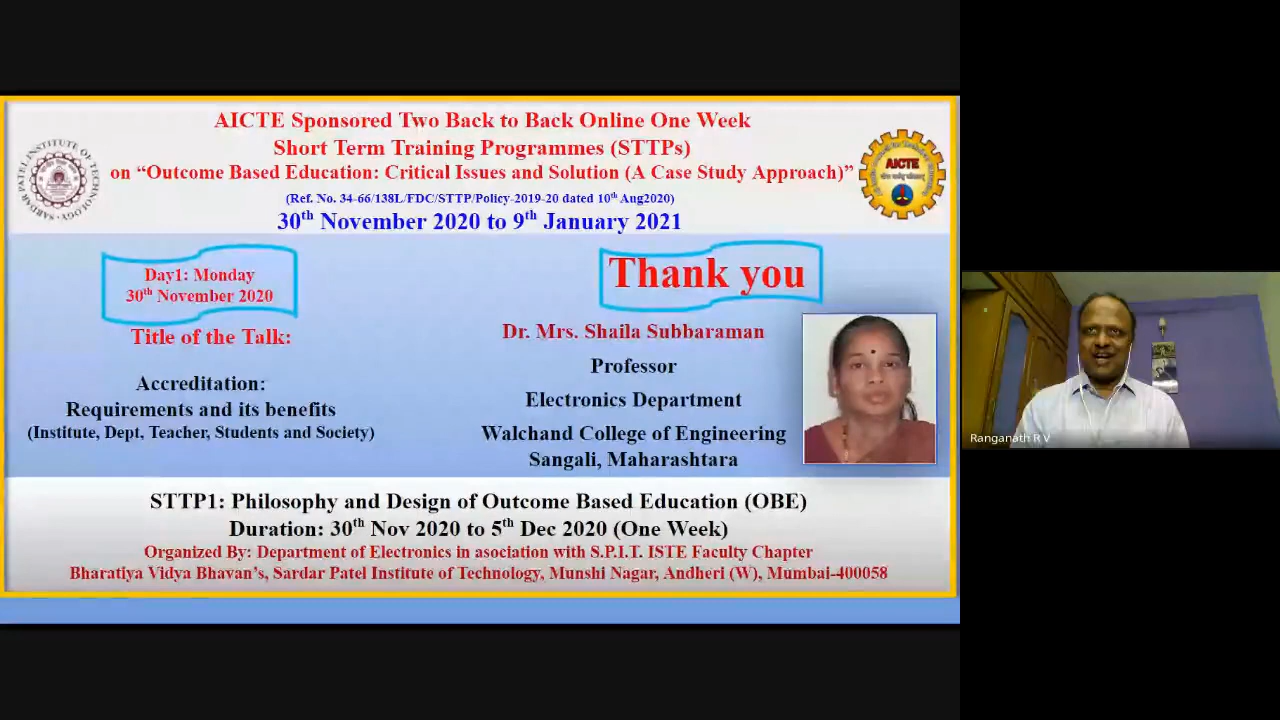 AICTE Sponsored Two Back to Back Online One Week
Short Term Training Programmes (STTPs)
on “Outcome Based Education: Critical Issues and Solution (A Case Study Approach)”
(Ref. No. 34-66/138L/FDC/STTP/Policy-2019-20 dated 10th Aug2020)
30th November 2020 to 9th January 2021
SARDAR PATEL INSTITUTE OF TECHNOLOGY
AICTE
Day1: Monday
30th November 2020
Title of the Talk:
Accreditation:
Requirements and its benefits
(Institute, Dept, Teacher, Students and Society)
Thank you
Dr. Mrs. Shaila Subbaraman
Professor
Electronics Department
Walchand College of Engineering
Sangali, Maharashtara
STTP1: Philosophy and Design of Outcome Based Education (OBE)
Duration: 30th Nov 2020 to 5th Dec 2020 (One Week)
Organized By: Department of Electronics in asociation with S.P.I.T. ISTE Faculty Chapter
Bharatiya Vidya Bhavan’s, Sardar Patel Institute of Technology, Munshi Nagar, Andheri (W), Mumbai-400058
Ranganath R V